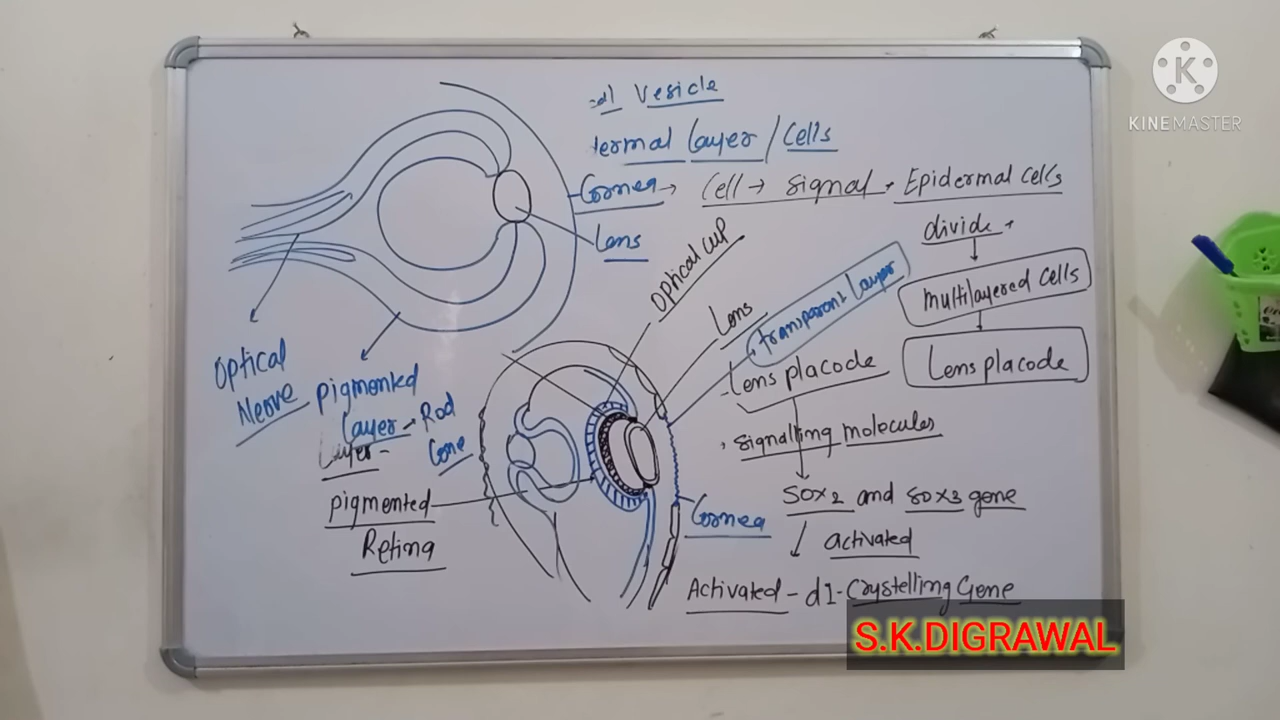 Vesicle
dermal Layer / Cells
Cornea → Cell → Signal → Epidermal cells
Lens
divide
multilayered cells
Lens placode
Optical cup
Lens
transparent layer
Lens placode
Signalling molecules
SOX2 and SOX3 gene
activated
Activated - d1-Crystelling Gene
Cornea
Optical
Nerve
pigmented
Layer → Rod
Cone
Layer -
pigmented
Retina
KINEMASTER
S.K.DIGRAWAL